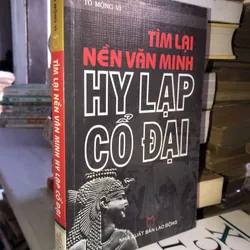 TÔ MỘNG VI
TÌM LẠI
NỀN VĂN MINH
HY LẠP
CỔ ĐẠI
NHÀ XUẤT BẢN LAO ĐỘNG
TÌM LẠI NỀN VĂN MINH HY LẠP CỔ ĐẠI